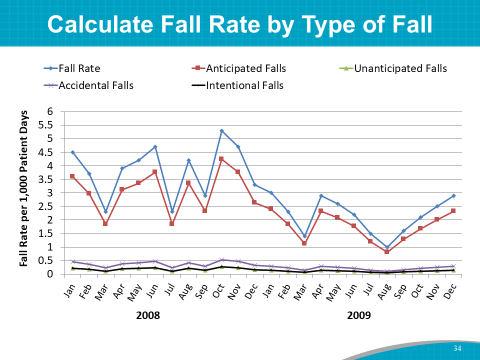 Calculate Fall Rate by Type of Fall
Fall Rate
Anticipated Falls
Unanticipated Falls
Accidental Falls
Intentional Falls
Fall Rate per 1,000 Patient Days
6
5.5
5
4.5
4
3.5
3
2.5
2
1.5
1
0.5
0
Jan Feb Mar Apr May Jun Jul Aug Sep Oct Nov Dec Jan Feb Mar Apr May Jun Jul Aug Sep Oct Nov Dec
2008 2009
34